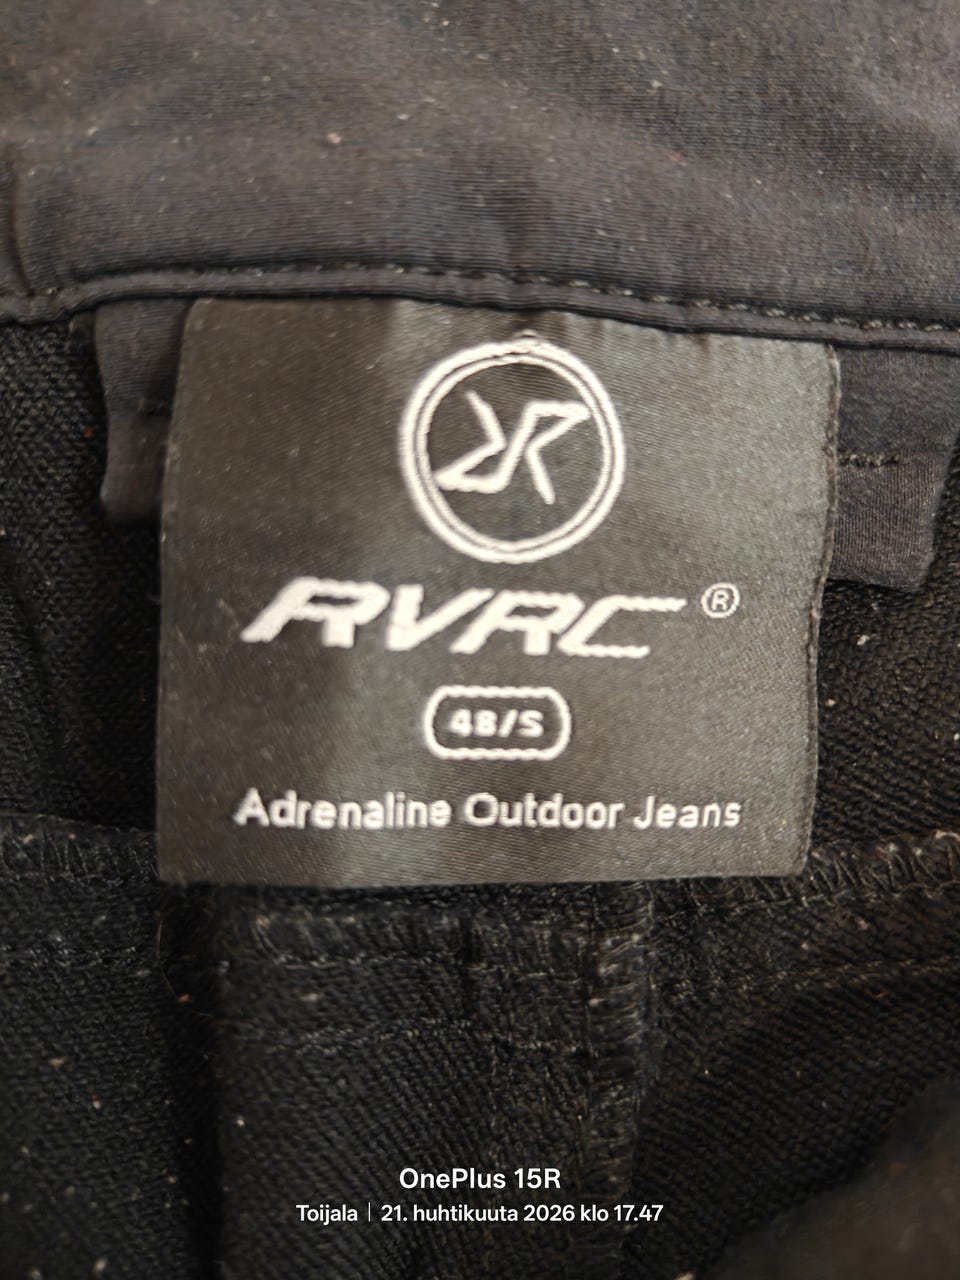 RVRC®
48/S
Adrenaline Outdoor Jeans
OnePlus 15R
Toijala | 21. huhtikuuta 2026 klo 17.47